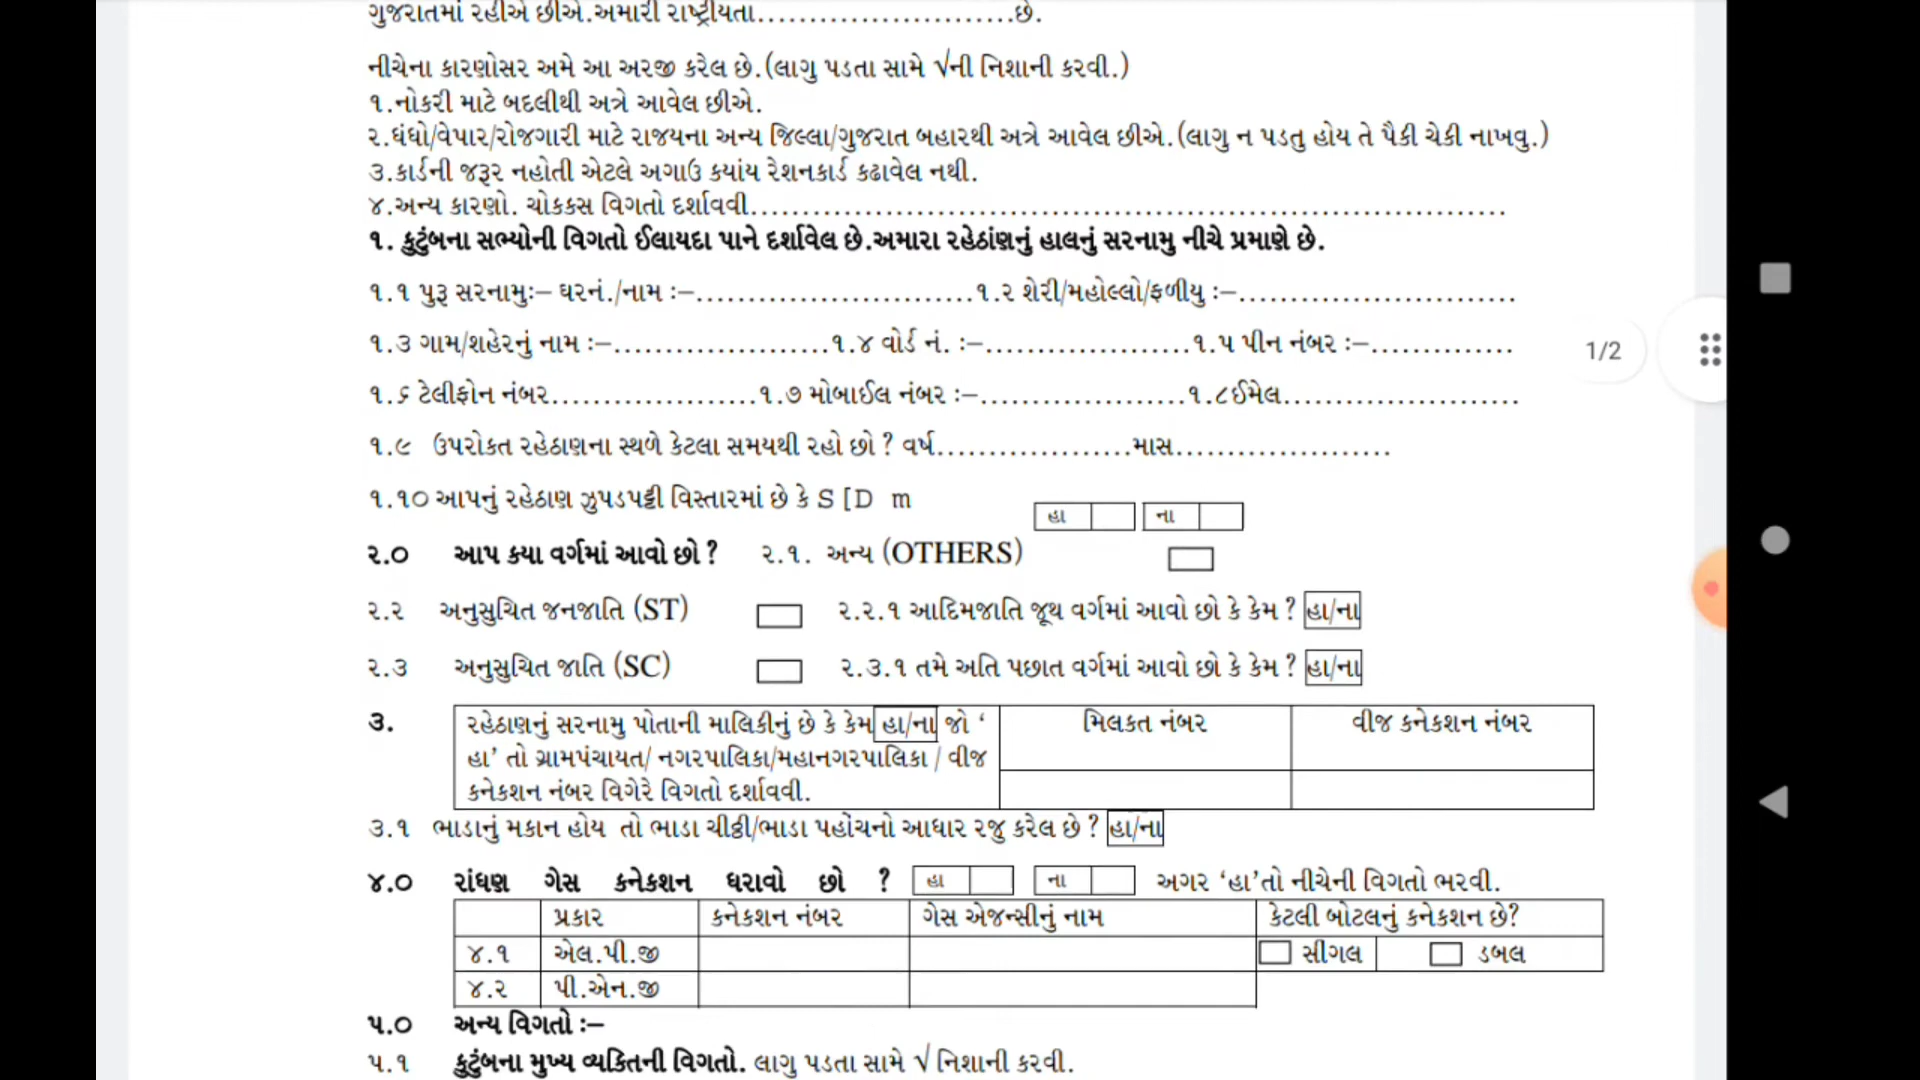 ગુજરાતમાં રહીએ છીએ.અમારી રાષ્ટ્રીયતા.........................છે.
નીચેના કારણોસર અમે આ અરજી કરેલ છે.(લાગુ પડતા સામે √ની નિશાની કરવી.)
૧.નોકરી માટે બદલીથી અત્રે આવેલ છીએ.
૨.ધંધો/વેપાર/રોજગારી માટે રાજયના અન્ય જિલ્લા/ગુજરાત બહારથી અત્રે આવેલ છીએ.(લાગુ ન પડતુ હોય તે પૈકી ચેકી નાખવુ.)
૩.કાર્ડની જરૂર નહોતી એટલે અગાઉ કયાંય રેશનકાર્ડ કઢાવેલ નથી.
૪.અન્ય કારણો. ચોકકસ વિગતો દર્શાવવી..........................................................................
૧. કુટુંબના સભ્યોની વિગતો ઈલાયદા પાને દર્શાવેલ છે.અમારા રહેઠાંણનું હાલનું સરનામુ નીચે પ્રમાણે છે.
૧.૧ પુરૂ સરનામુઃ– ઘરનં./નામ ઃ–...........................૧.૨ શેરી/મહોલ્લો/ફળીયુ ઃ–...........................
૧.૩ ગામ/શહેરનું નામ ઃ–.....................૧.૪ વોર્ડ નં. ઃ–....................૧.૫ પીન નંબર ઃ–..............
૧.૬ ટેલીફોન નંબર....................૧.૭ મોબાઈલ નંબર ઃ–....................૧.૮ઈમેલ.......................
૧.૯ ઉપરોકત રહેઠાણના સ્થળે કેટલા સમયથી રહો છો ? વર્ષ...................માસ.....................
૧.૧૦ આપનું રહેઠાણ ઝુપડપટ્ટી વિસ્તારમાં છે કે S [D m હા ના
૨.૦ આપ કયા વર્ગમાં આવો છો ? ૨.૧. અન્ય (OTHERS)
૨.૨ અનુસુચિત જનજાતિ (ST) ૨.૨.૧ આદિમજાતિ જૂથ વર્ગમાં આવો છો કે કેમ ? હા/ના
૨.૩ અનુસુચિત જાતિ (SC) ૨.૩.૧ તમે અતિ પછાત વર્ગમાં આવો છો કે કેમ ? હા/ના
૩. રહેઠાણનું સરનામુ પોતાની માલિકીનું છે કે કેમ હા/ના જો ‘ મિલકત નંબર વીજ કનેકશન નંબર
હા’ તો ગ્રામપંચાયત/ નગરપાલિકા/મહાનગરપાલિકા / વીજ
કનેકશન નંબર વિગેરે વિગતો દર્શાવવી.
૩.૧ ભાડાનું મકાન હોય તો ભાડા ચીઠ્ઠી/ભાડા પહોંચનો આધાર રજુ કરેલ છે ? હા/ના
૪.૦ રાંધણ ગેસ કનેકશન ધરાવો છો ? હા ના અગર ‘હા’તો નીચેની વિગતો ભરવી.
પ્રકાર કનેકશન નંબર ગેસ એજન્સીનું નામ કેટલી બોટલનું કનેકશન છે?
૪.૧ એલ.પી.જી સીગલ ડબલ
૪.૨ પી.એન.જી
૫.૦ અન્ય વિગતો ઃ–
૫.૧ કુટુંબના મુખ્ય વ્યકિતની વિગતો. લાગુ પડતા સામે √ નિશાની કરવી.
1/2